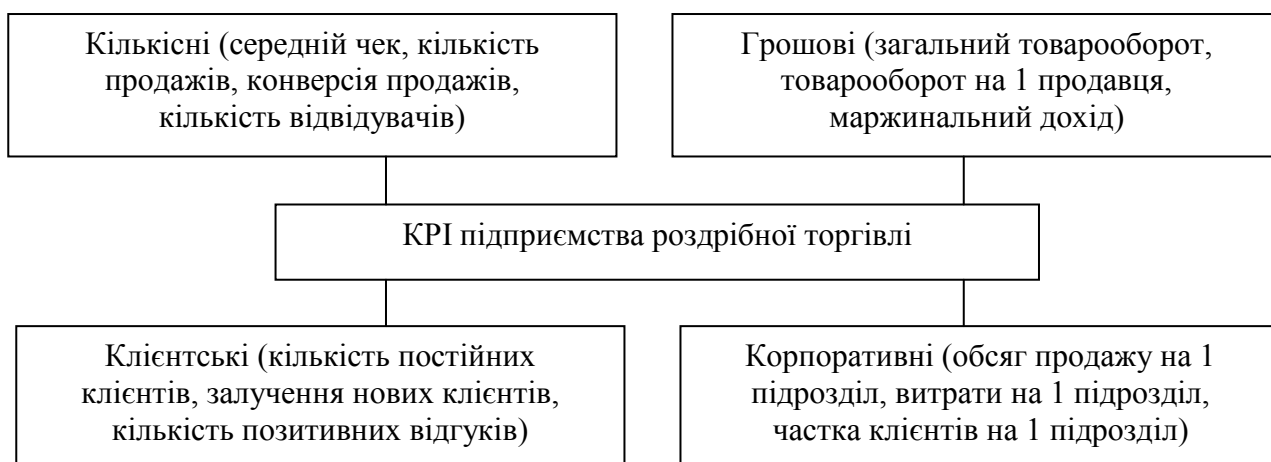 Кількісні (середній чек, кількість
продажів, конверсія продажів,
кількість відвідувачів)
Грошові (загальний товарооборот,
товарооборот на 1 продавця,
маржинальний дохід)
KPI підприємства роздрібної торгівлі
Клієнтські (кількість постійних
клієнтів, залучення нових клієнтів,
кількість позитивних відгуків)
Корпоративні (обсяг продажу на 1
підрозділ, витрати на 1 підрозділ,
частка клієнтів на 1 підрозділ)